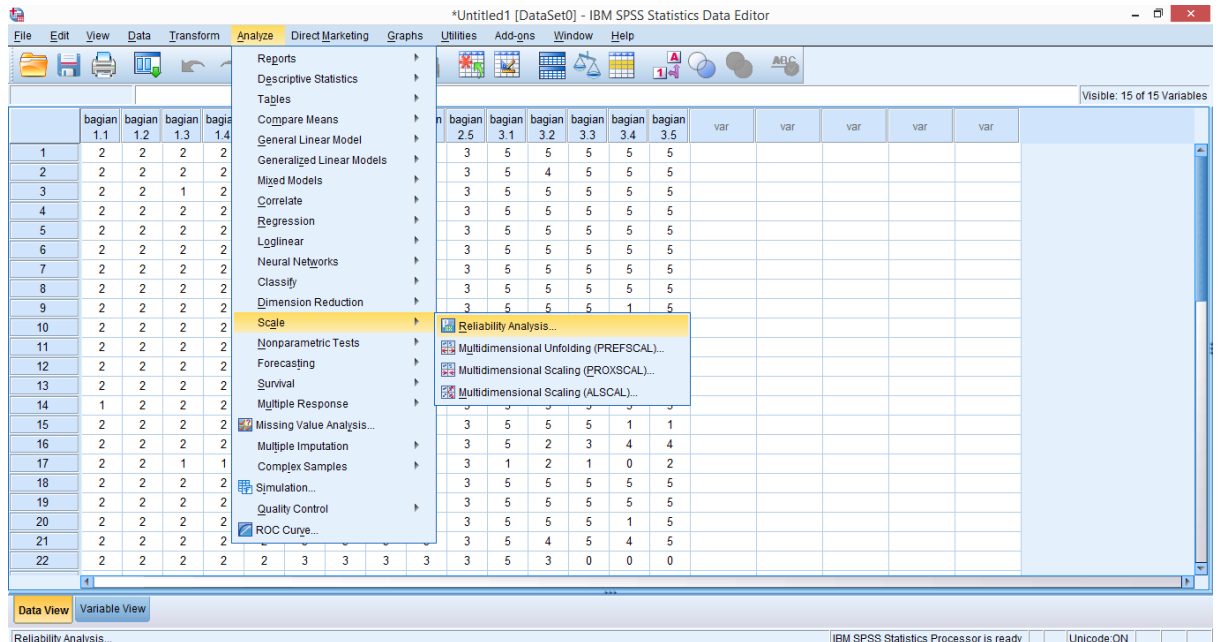 *Untitled1 [DataSet0] - IBM SPSS Statistics Data Editor
File Edit View Data Transform Analyze Direct Marketing Graphs Utilities Add-ons Window Help
Visible: 15 of 15 Variables
Reports
Descriptive Statistics
Tables
Compare Means
General Linear Model
Generalized Linear Models
Mixed Models
Correlate
Regression
Loglinear
Neural Networks
Classify
Dimension Reduction
Scale
Nonparametric Tests
Forecasting
Survival
Multiple Response
Missing Value Analysis...
Multiple Imputation
Complex Samples
Simulation...
Quality Control
ROC Curve...
Reliability Analysis...
Multidimensional Unfolding (PREFSCAL)...
Multidimensional Scaling (PROXSCAL)...
Multidimensional Scaling (ALSCAL)...
bagian 1.1 bagian 1.2 bagian 1.3 bagia 1.4 n bagian 2.5 bagian 3.1 bagian 3.2 bagian 3.3 bagian 3.4 bagian 3.5 var var var var var
1 2 2 2 2 3 5 5 5 5 5
2 2 2 2 2 3 5 4 5 5 5
3 2 2 1 2 3 5 5 5 5 5
4 2 2 2 2 3 5 5 5 5 5
5 2 2 2 2 3 5 5 5 5 5
6 2 2 2 2 3 5 5 5 5 5
7 2 2 2 2 3 5 5 5 5 5
8 2 2 2 2 3 5 5 5 5 5
9 2 2 2 2 3 5 5 5 1 5
10 2 2 2 2
11 2 2 2 2
12 2 2 2 2
13 2 2 2 2
14 1 2 2 2
15 2 2 2 2 3 5 5 5 1 1
16 2 2 2 2 3 5 2 3 4 4
17 2 2 1 1 3 1 2 1 0 2
18 2 2 2 2 3 5 5 5 5 5
19 2 2 2 2 3 5 5 5 5 5
20 2 2 2 2 3 5 5 5 1 5
21 2 2 2 2 3 5 4 5 4 5
22 2 2 2 2 2 3 3 3 3 3 5 3 0 0 0
Data View Variable View
Reliability Analysis... IBM SPSS Statistics Processor is ready Unicode:ON